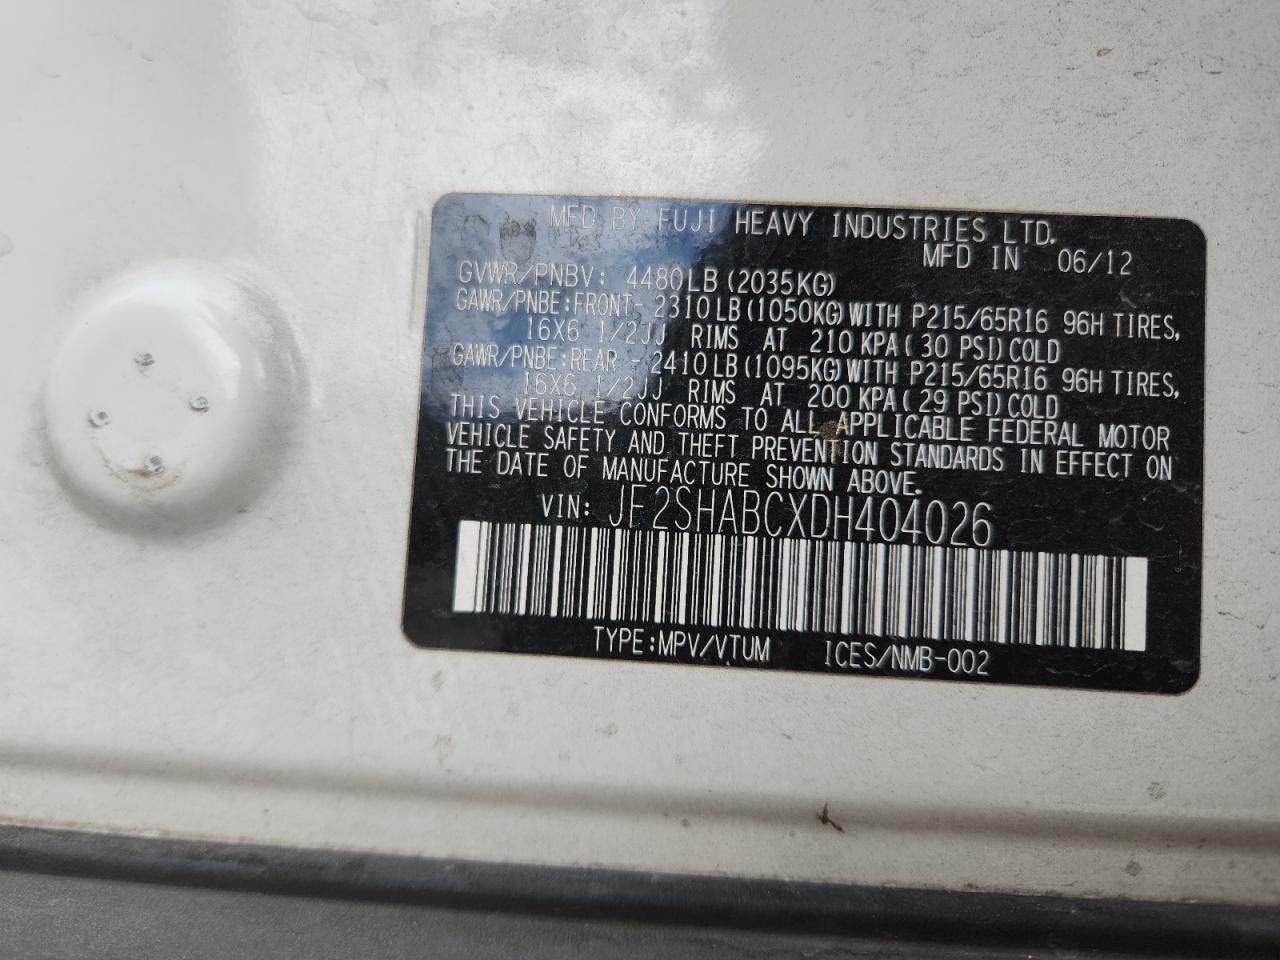 MFD BY FUJI HEAVY INDUSTRIES LTD.
MFD IN 06/12
GVWR/PNBV: 4480LB(2035KG)
GAWR/PNBE:FRONT- 2310LB(1050KG)WITH P215/65R16 96H TIRES,
16X6 1/2JJ RIMS AT 210 KPA(30 PSI)COLD
GAWR/PNBE:REAR - 2410LB(1095KG)WITH P215/65R16 96H TIRES,
16X6 1/2JJ RIMS AT 200 KPA(29 PSI)COLD
THIS VEHICLE CONFORMS TO ALL APPLICABLE FEDERAL MOTOR
VEHICLE SAFETY AND THEFT PREVENTION STANDARDS IN EFFECT ON
THE DATE OF MANUFACTURE SHOWN ABOVE.
VIN: JF2SHABCXDH404026
TYPE:MPV/VTUM ICES/NMB-002